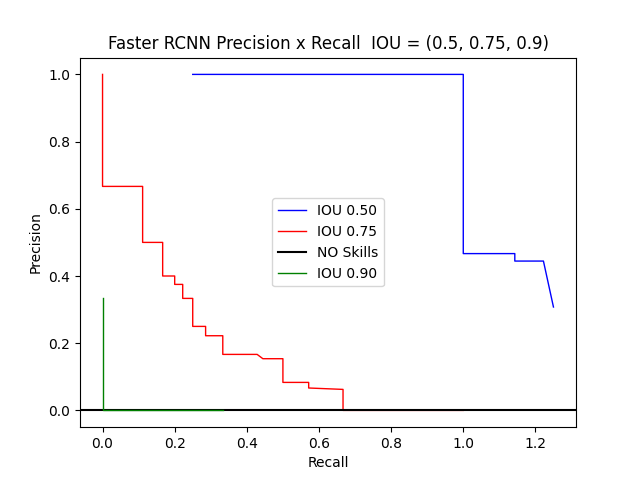 Faster RCNN Precision x Recall  IOU = (0.5, 0.75, 0.9)
1.0
0.8
0.6
0.4
0.2
0.0
Precision
IOU 0.50
IOU 0.75
NO Skills
IOU 0.90
0.0 0.2 0.4 0.6 0.8 1.0 1.2
Recall